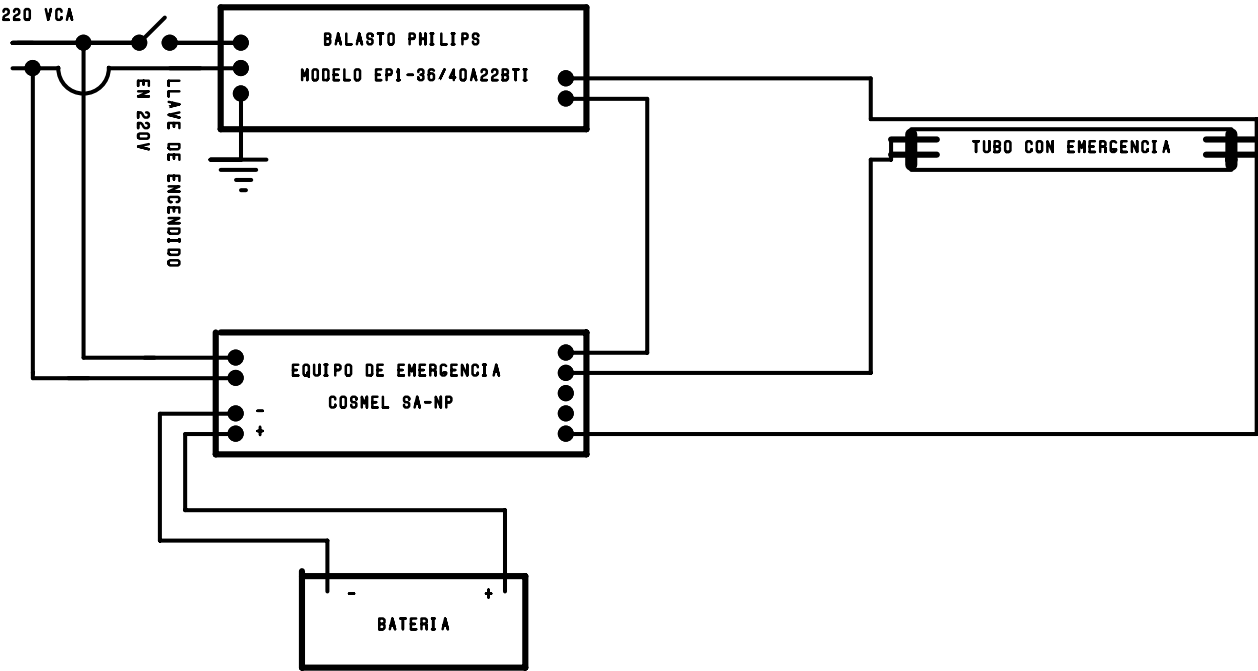 220 VCA
BALASTO PHILIPS
MODELO EP1-36/40A22BTI
LLAVE DE ENCENDIDO
EN 220V
TUBO CON EMERGENCIA
EQUIPO DE EMERGENCIA
COSMEL SA-NP
-
+
- +
BATERIA